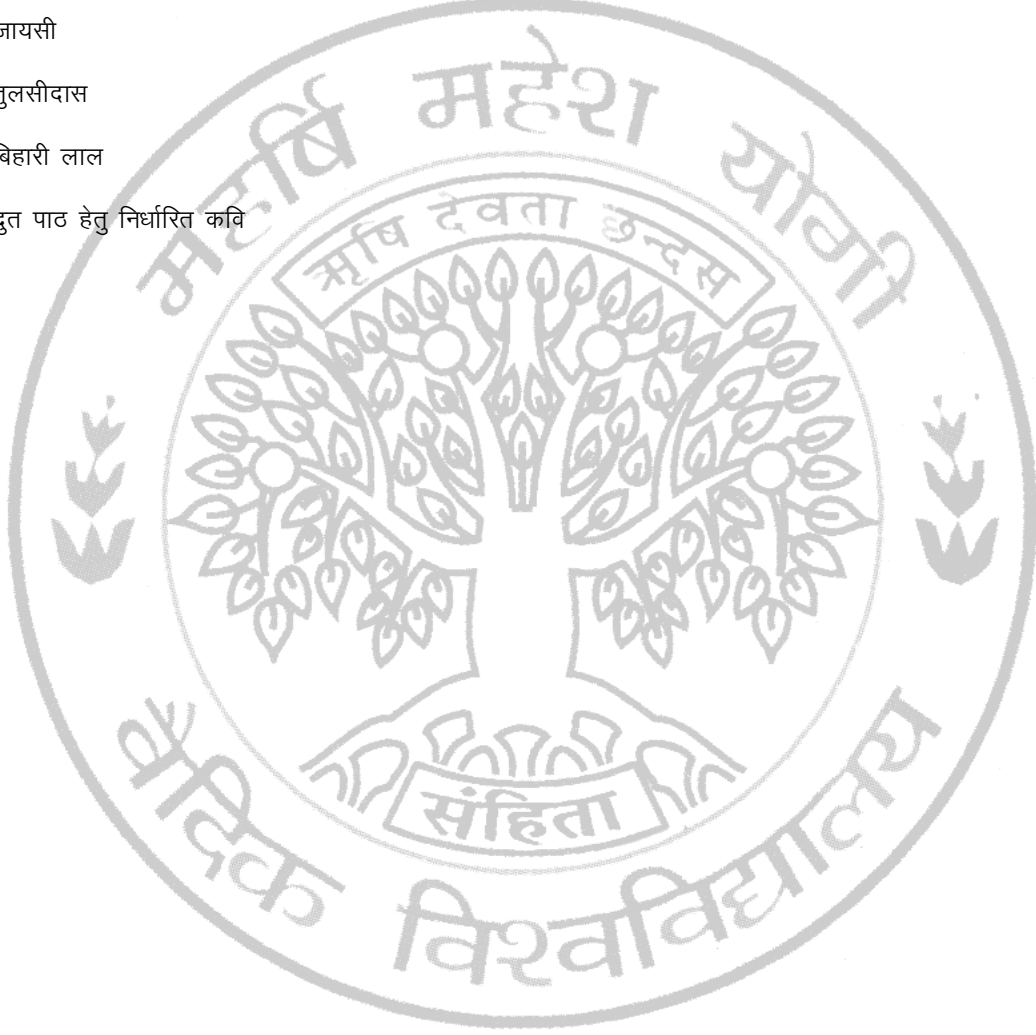 जायसी
तुलसीदास
बिहारी लाल
द्रुत पाठ हेतु निर्धारित कवि
महर्षि महेश योगी
ऋषि देवता छन्दस
संहिता
वैदिक विश्वविद्यालय